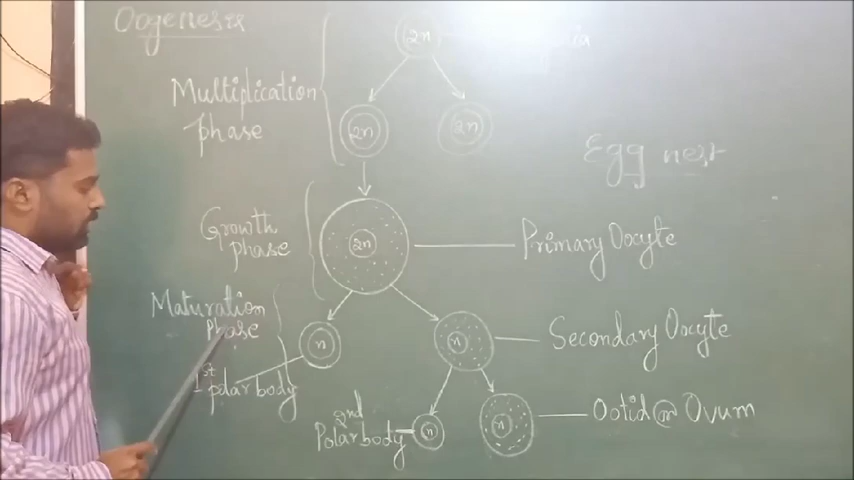 Oogenesis
2n
Multiplication
phase
2n
2n
Egg nest
Growth
phase
2n
Primary Oocyte
Maturation
phase
n
n
Secondary Oocyte
1st polar body
2nd
Polar body
n
n
Ootid Ovum